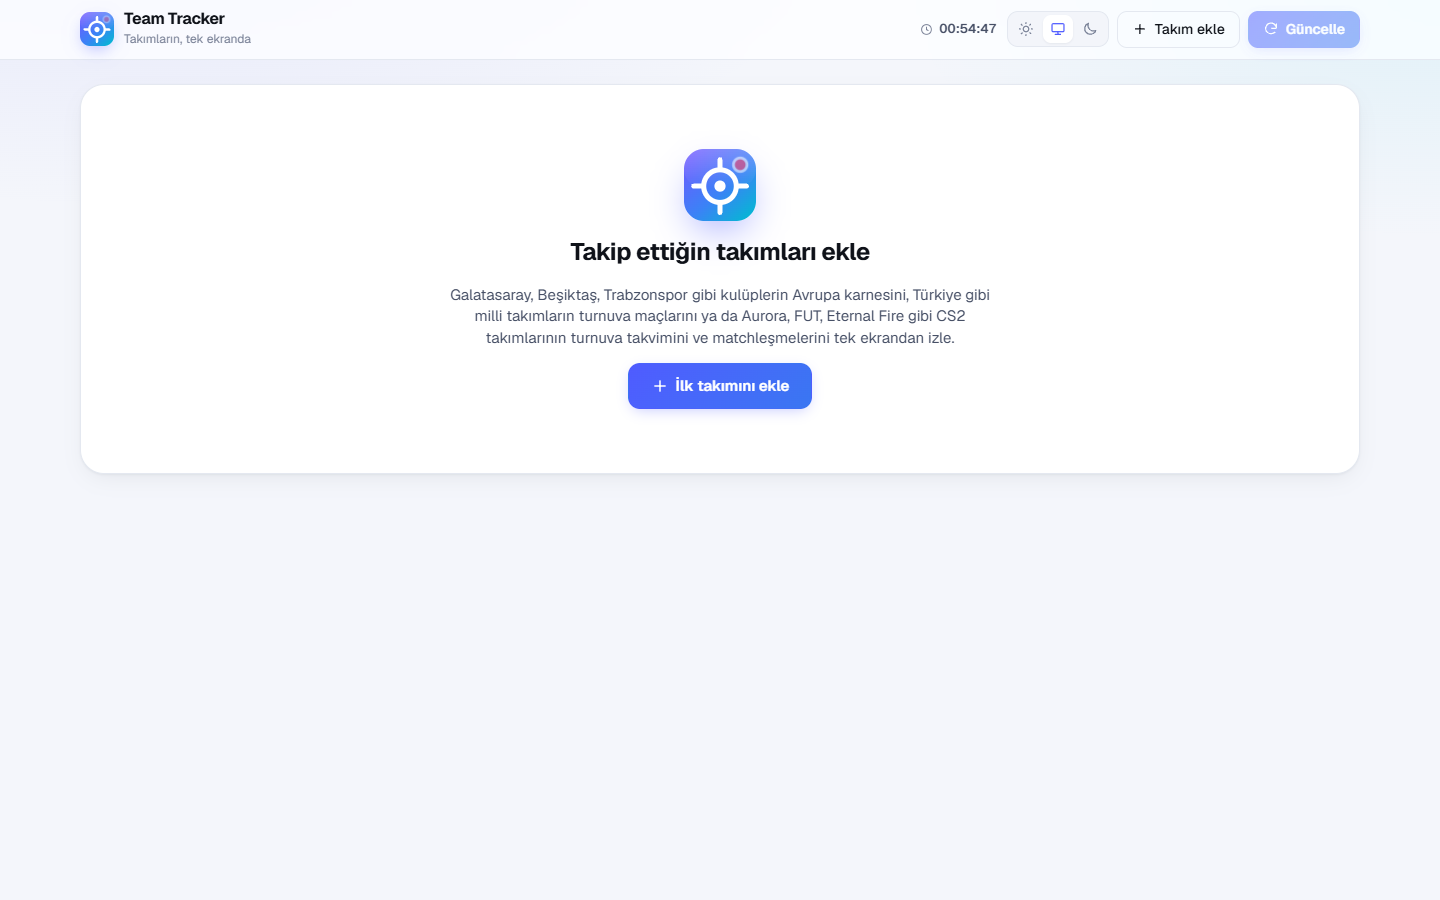 Team Tracker
Takımların, tek ekranda
00:54:47
Takım ekle
Güncelle
Takip ettiğin takımları ekle
Galatasaray, Beşiktaş, Trabzonspor gibi kulüplerin Avrupa karnesini, Türkiye gibi
milli takımların turnuva maçlarını ya da Aurora, FUT, Eternal Fire gibi CS2
takımlarının turnuva takvimini ve matchleşmelerini tek ekrandan izle.
İlk takımını ekle